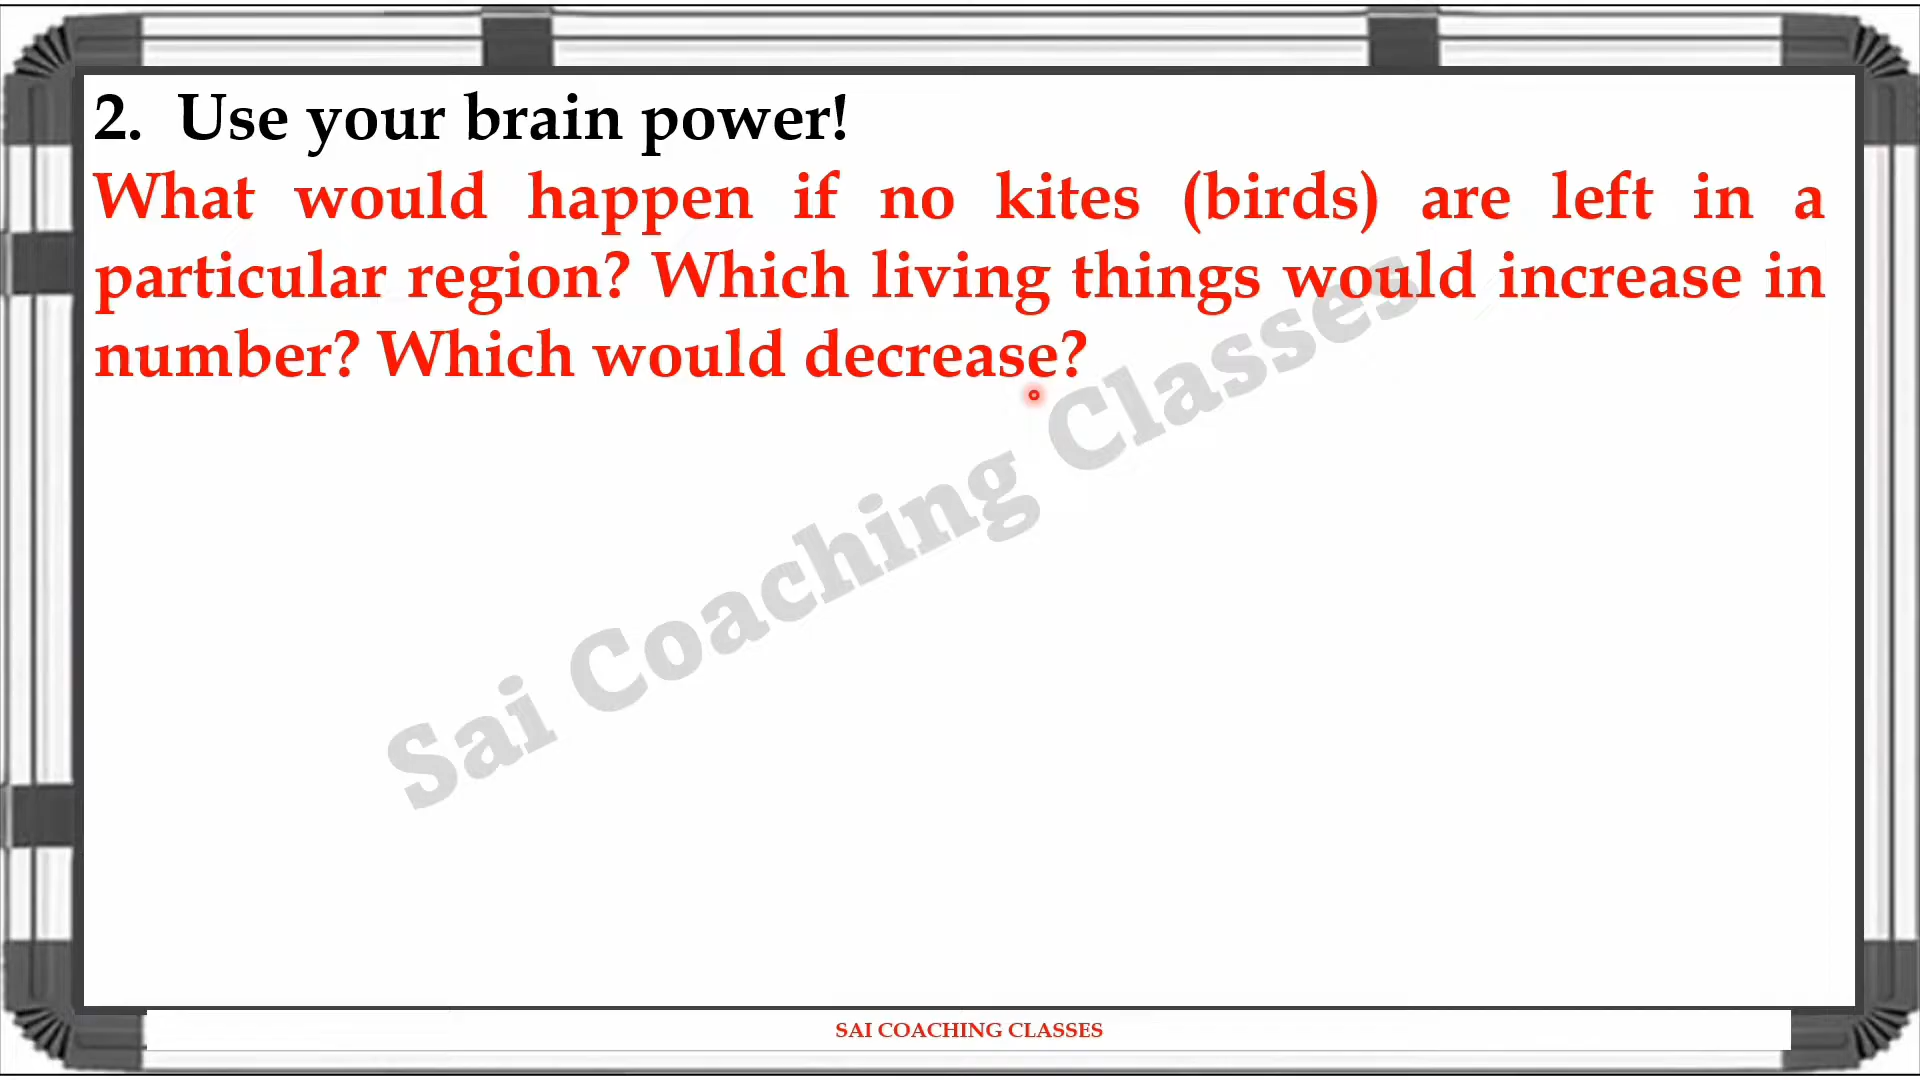 2. Use your brain power!
What would happen if no kites (birds) are left in a
particular region? Which living things would increase in
number? Which would decrease?
Sai Coaching Classes
SAI COACHING CLASSES